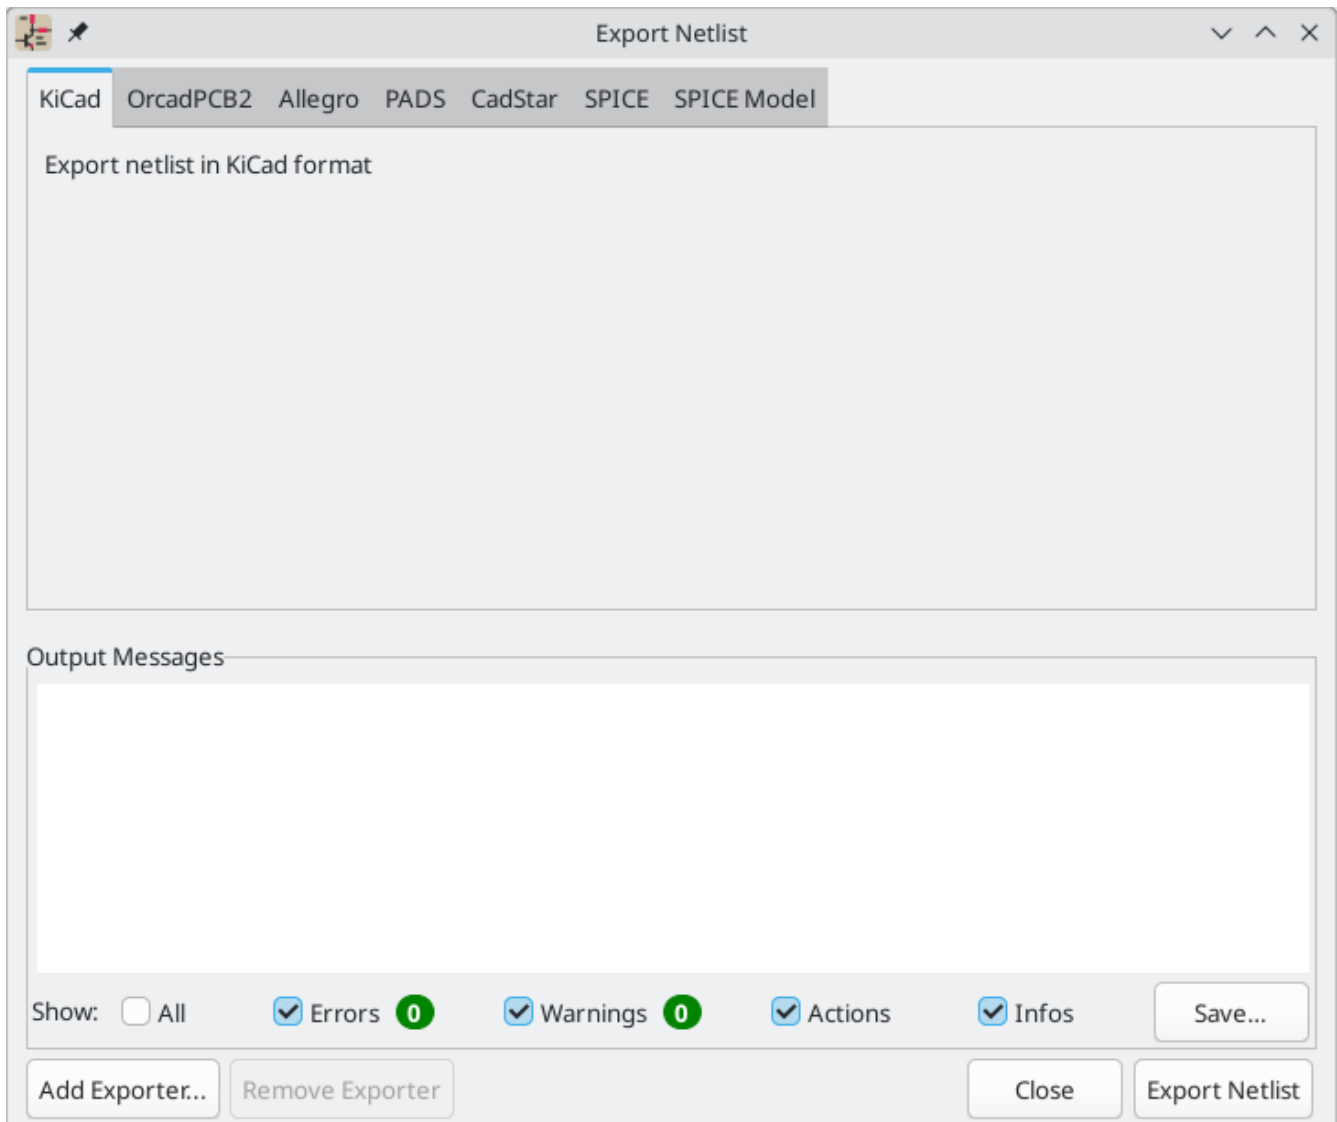 Export Netlist
KiCad OrcadPCB2 Allegro PADS CadStar SPICE SPICE Model
Export netlist in KiCad format
Output Messages
Show: All Errors 0 Warnings 0 Actions Infos Save...
Add Exporter... Remove Exporter Close Export Netlist